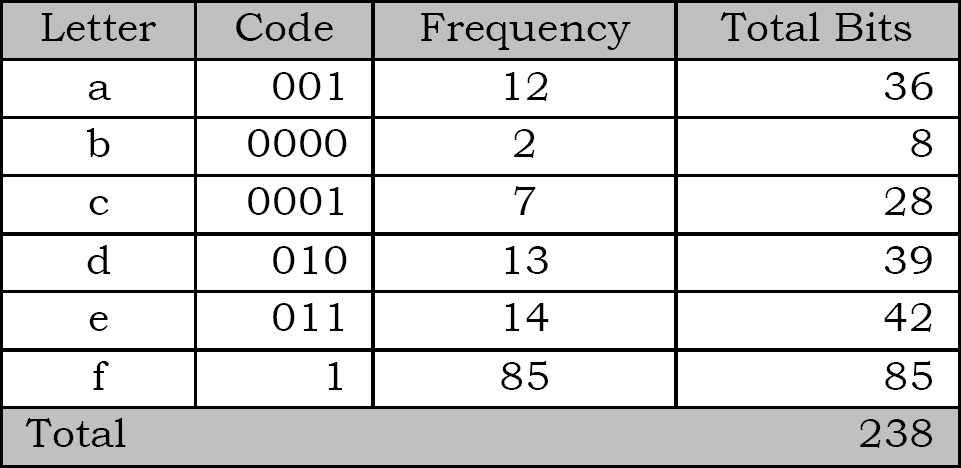 Letter Code Frequency Total Bits
a 001 12 36
b 0000 2 8
c 0001 7 28
d 010 13 39
e 011 14 42
f 1 85 85
Total 238